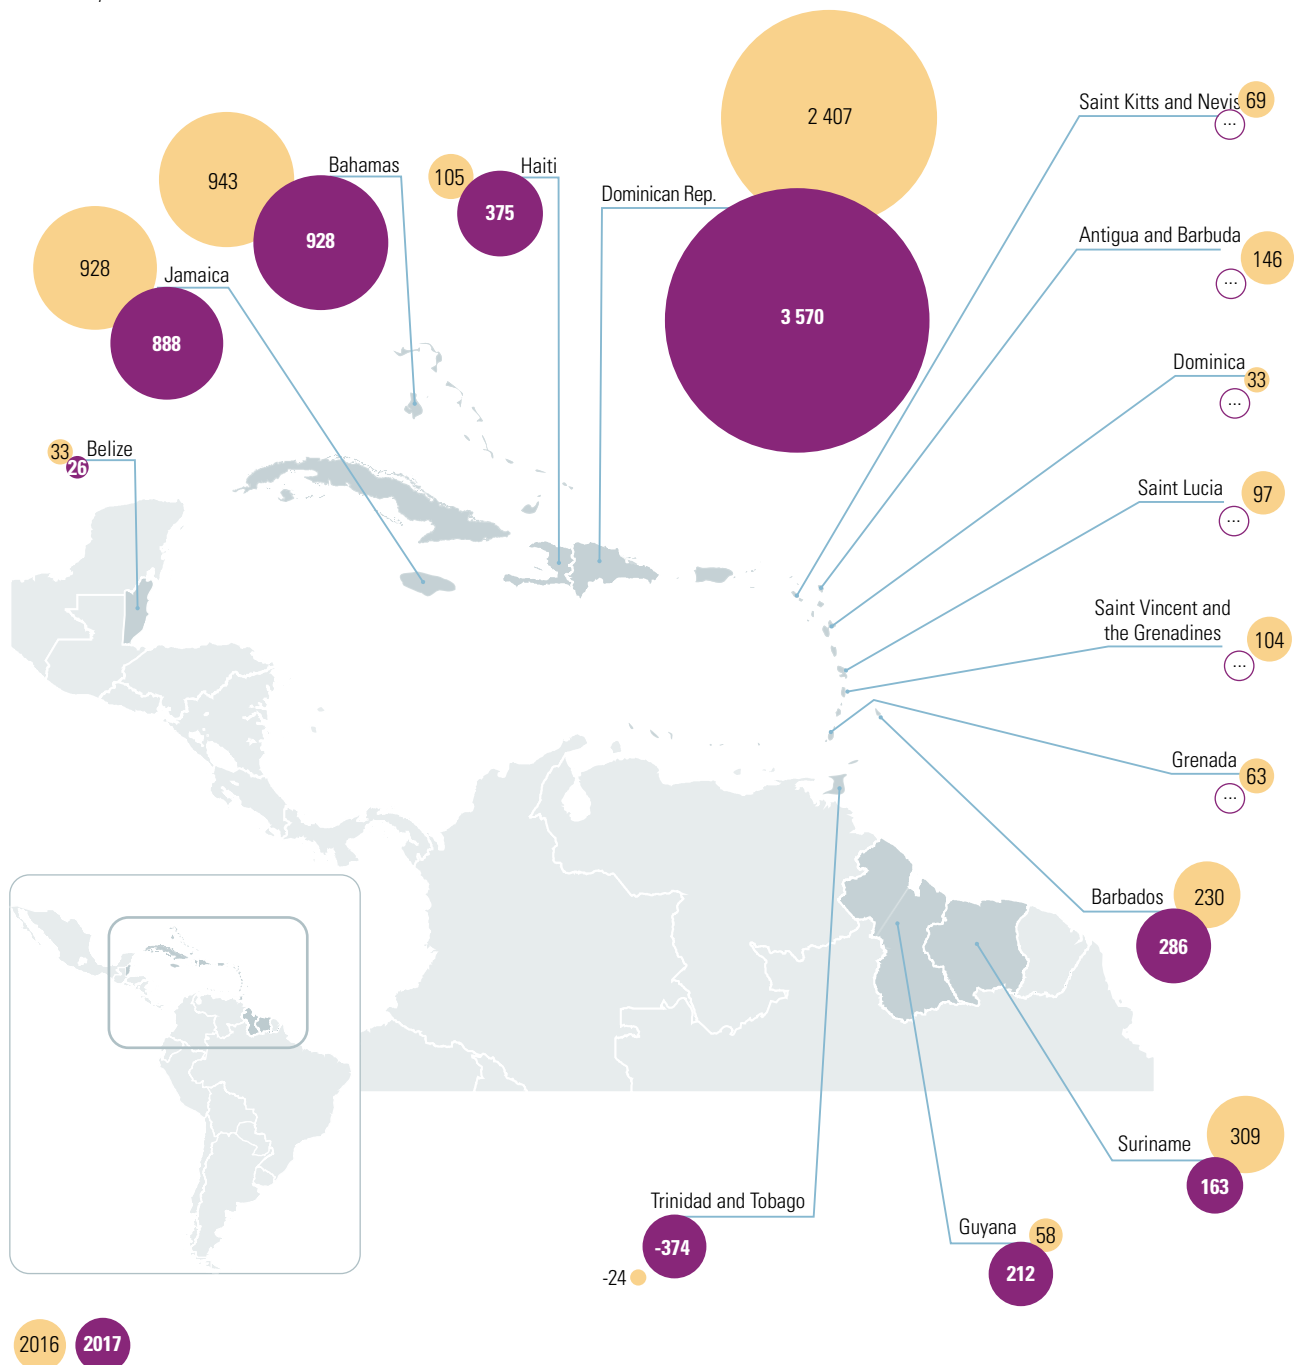 2 407
Saint Kitts and Nevis
69
...
Bahamas
943
928
Haiti
105
375
Dominican Rep.
3 570
Antigua and Barbuda
146
...
Jamaica
928
888
Dominica
33
...
Belize
33
26
Saint Lucia
97
...
Saint Vincent and
the Grenadines
104
...
Grenada
63
...
Barbados
230
286
Suriname
309
163
Trinidad and Tobago
-374
-24
Guyana
58
212
2016
2017